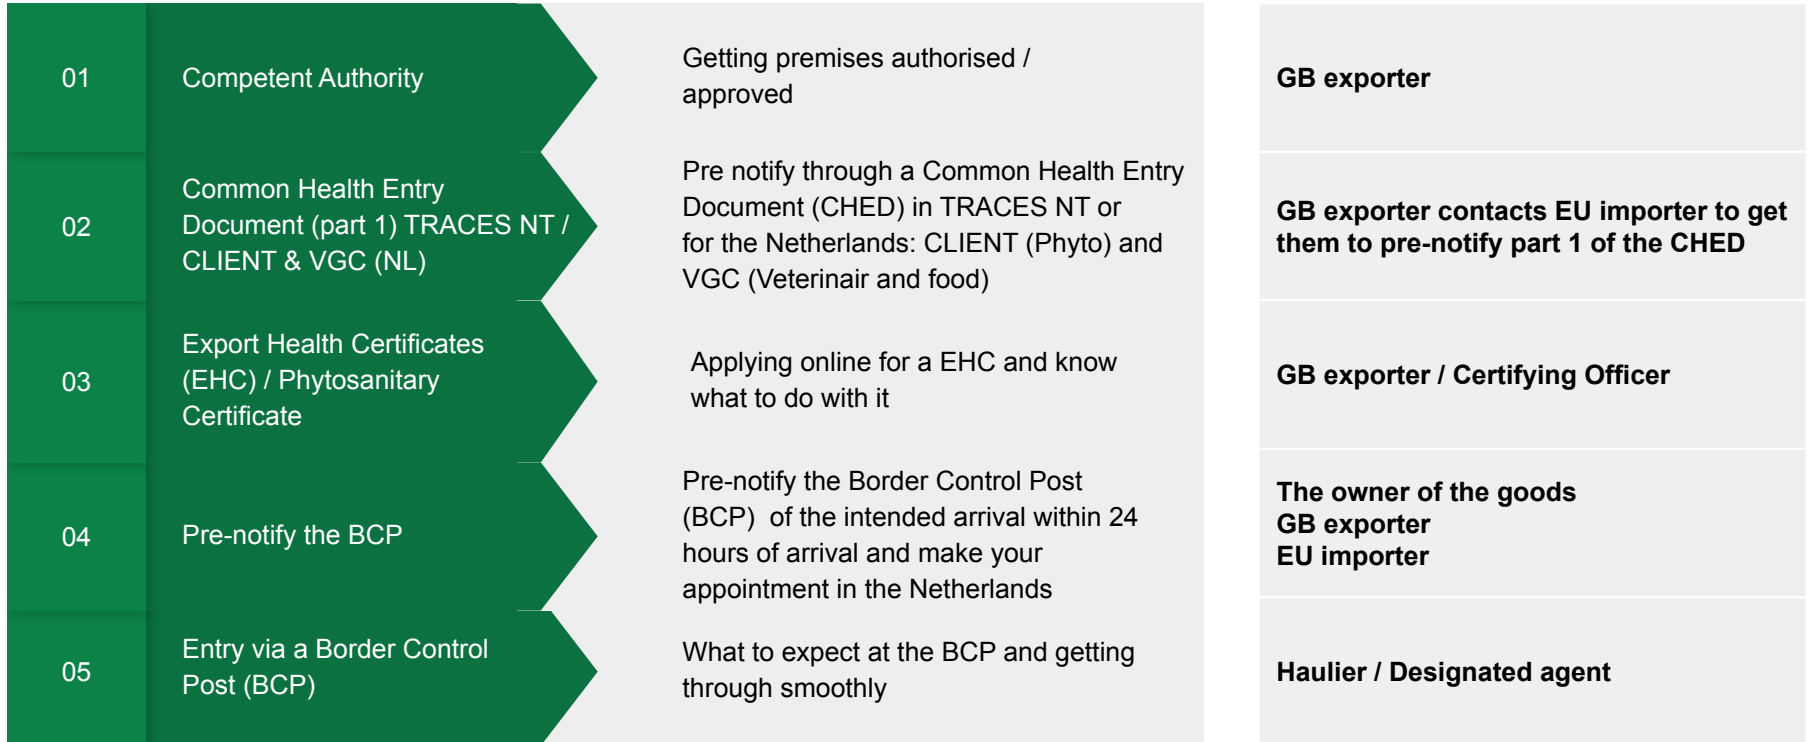 01
Competent Authority
Getting premises authorised /
approved
GB exporter
02
Common Health Entry
Document (part 1) TRACES NT /
CLIENT & VGC (NL)
Pre notify through a Common Health Entry
Document (CHED) in TRACES NT or
for the Netherlands: CLIENT (Phyto) and
VGC (Veterinair and food)
GB exporter contacts EU importer to get
them to pre-notify part 1 of the CHED
03
Export Health Certificates
(EHC) / Phytosanitary
Certificate
Applying online for a EHC and know
what to do with it
GB exporter / Certifying Officer
04
Pre-notify the BCP
Pre-notify the Border Control Post
(BCP)  of the intended arrival within 24
hours of arrival and make your
appointment in the Netherlands
The owner of the goods
GB exporter
EU importer
05
Entry via a Border Control
Post (BCP)
What to expect at the BCP and getting
through smoothly
Haulier / Designated agent